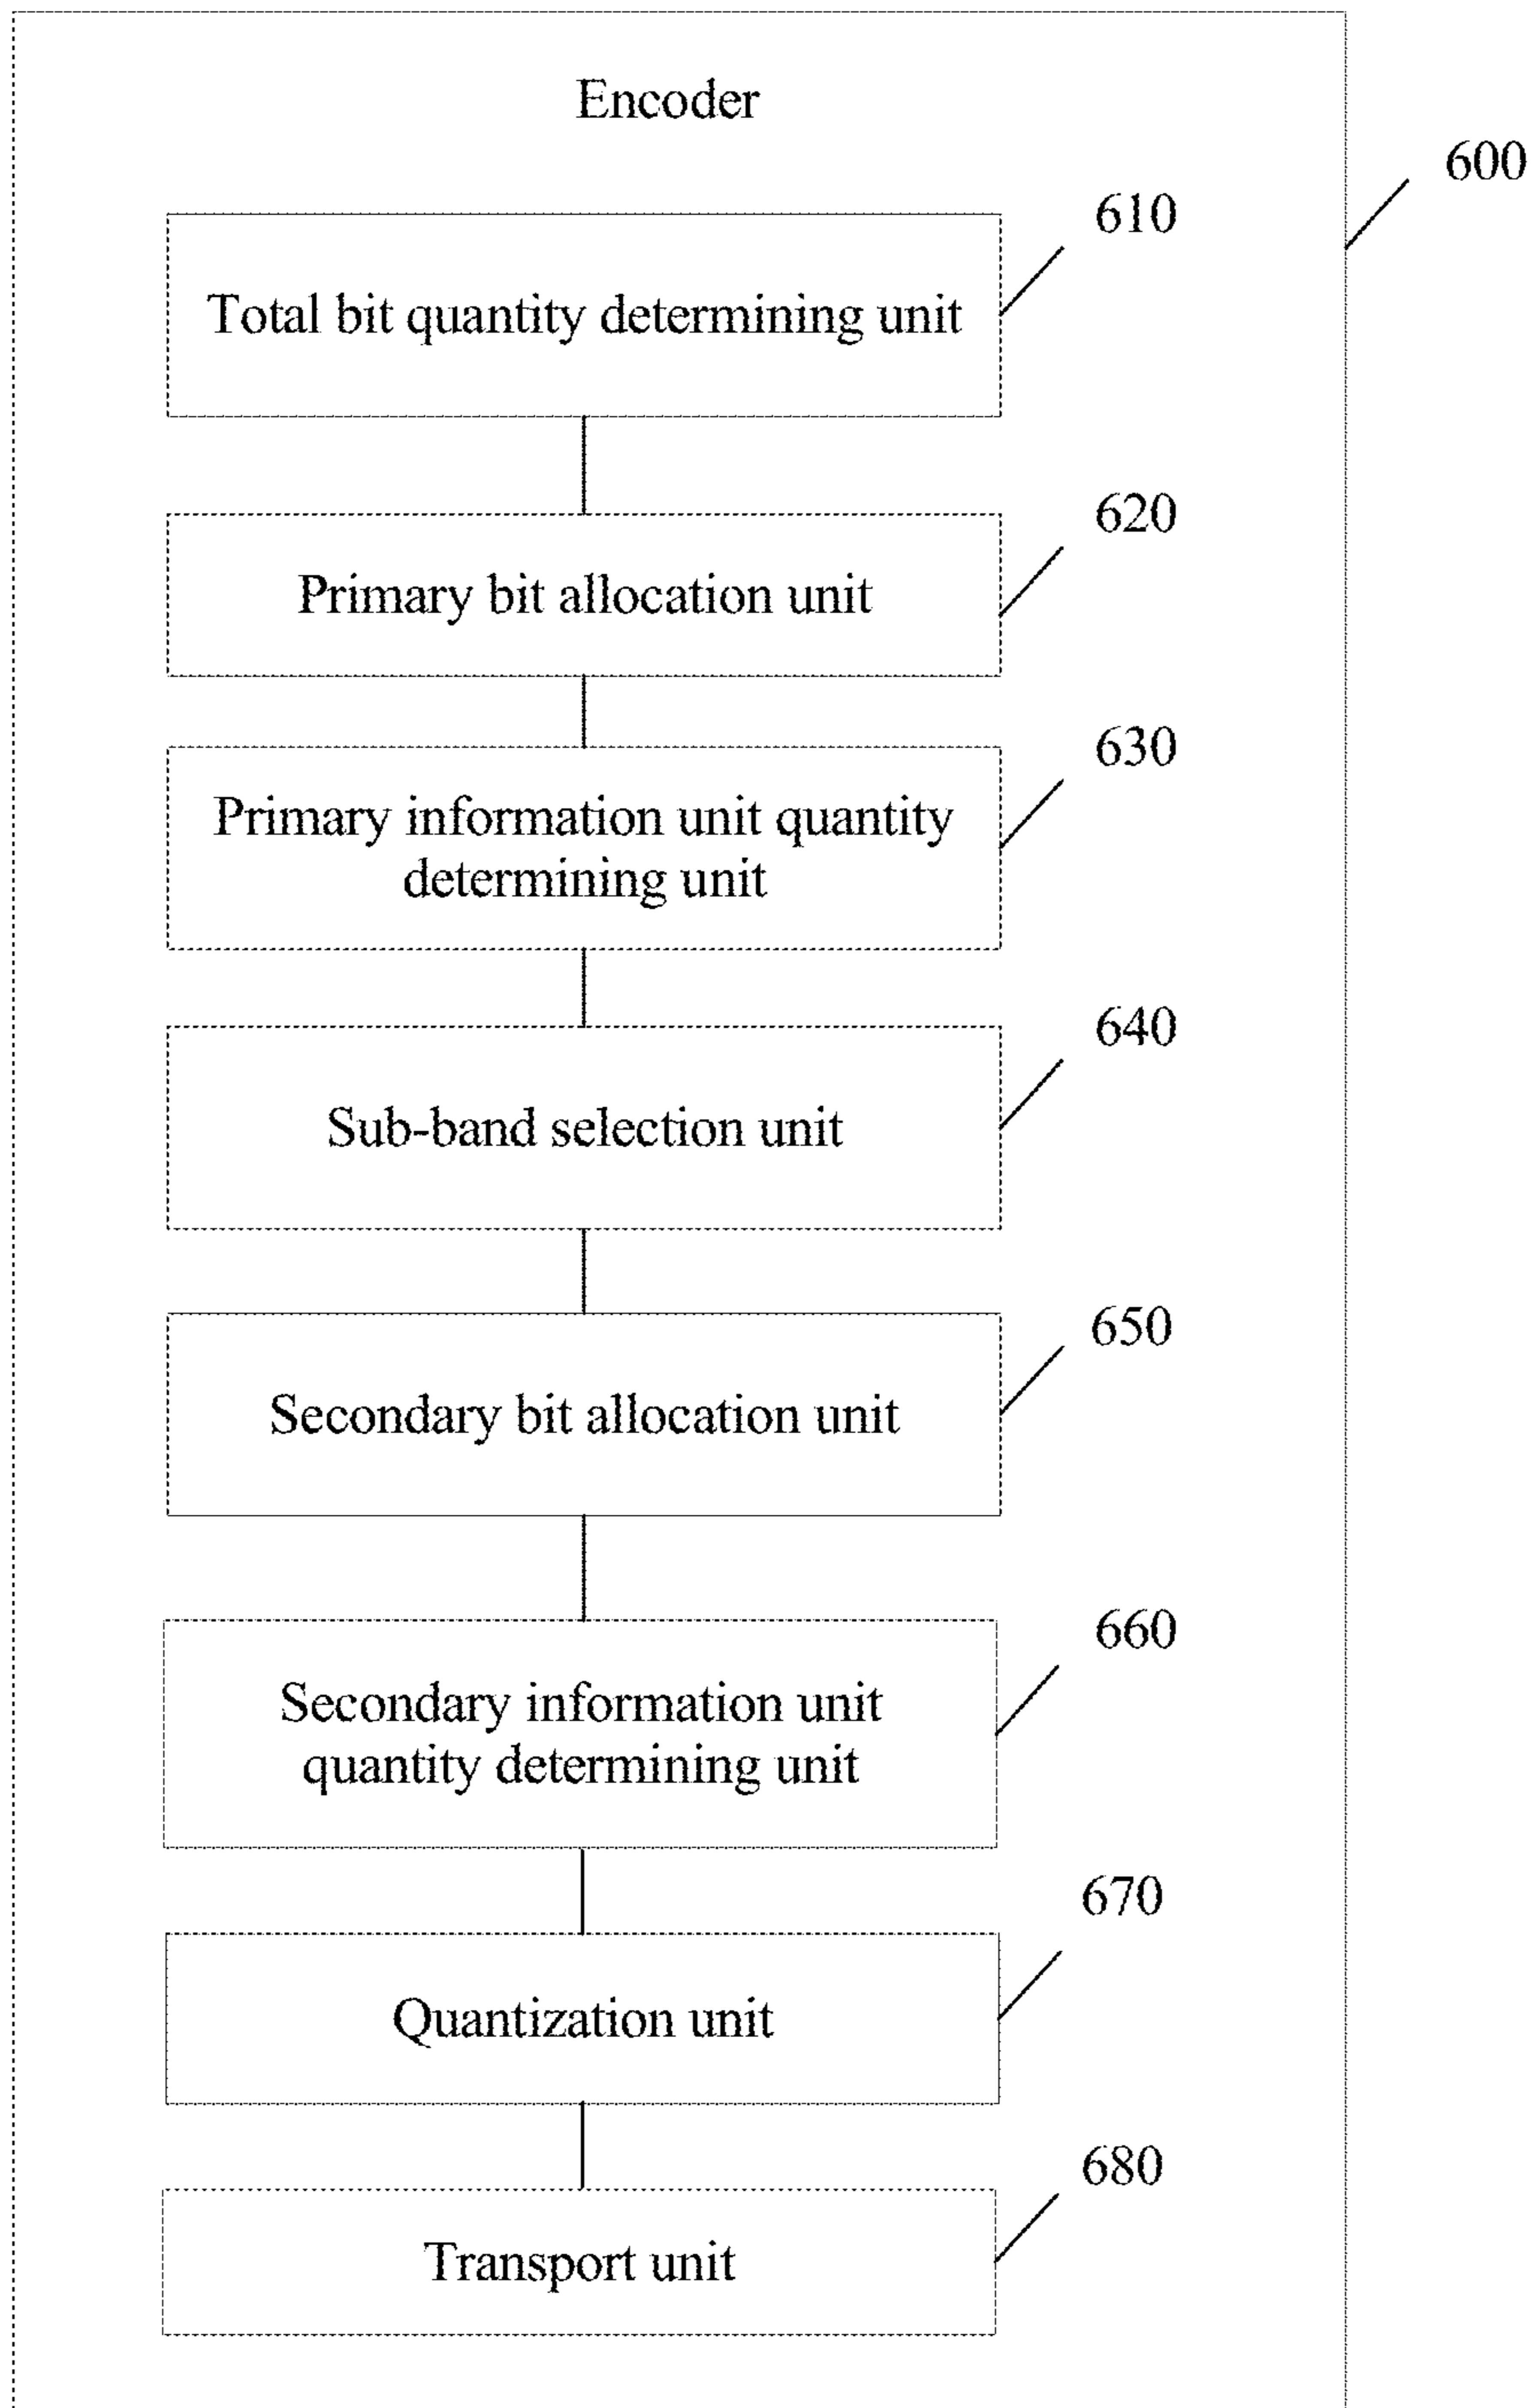 Encoder
600
610
Total bit quantity determining unit
620
Primary bit allocation unit
630
Primary information unit quantity
determining unit
640
Sub-band selection unit
650
Secondary bit allocation unit
660
Secondary information unit
quantity determining unit
670
Quantization unit
680
Transport unit